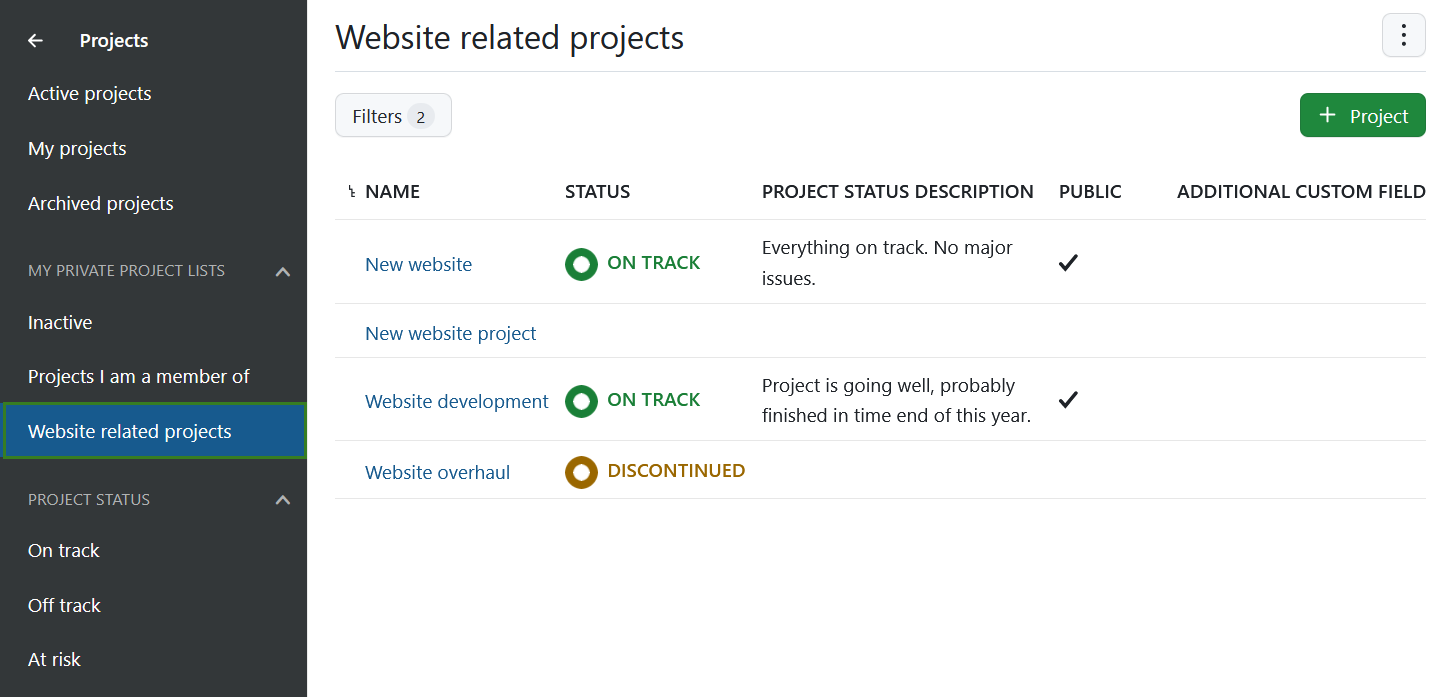 Projects
Active projects
My projects
Archived projects
MY PRIVATE PROJECT LISTS
Inactive
Projects I am a member of
Website related projects
PROJECT STATUS
On track
Off track
At risk
Website related projects
Filters 2
+ Project
NAME STATUS PROJECT STATUS DESCRIPTION PUBLIC ADDITIONAL CUSTOM FIELD
New website ON TRACK Everything on track. No major
issues.
New website project
Website development ON TRACK Project is going well, probably
finished in time end of this year.
Website overhaul DISCONTINUED